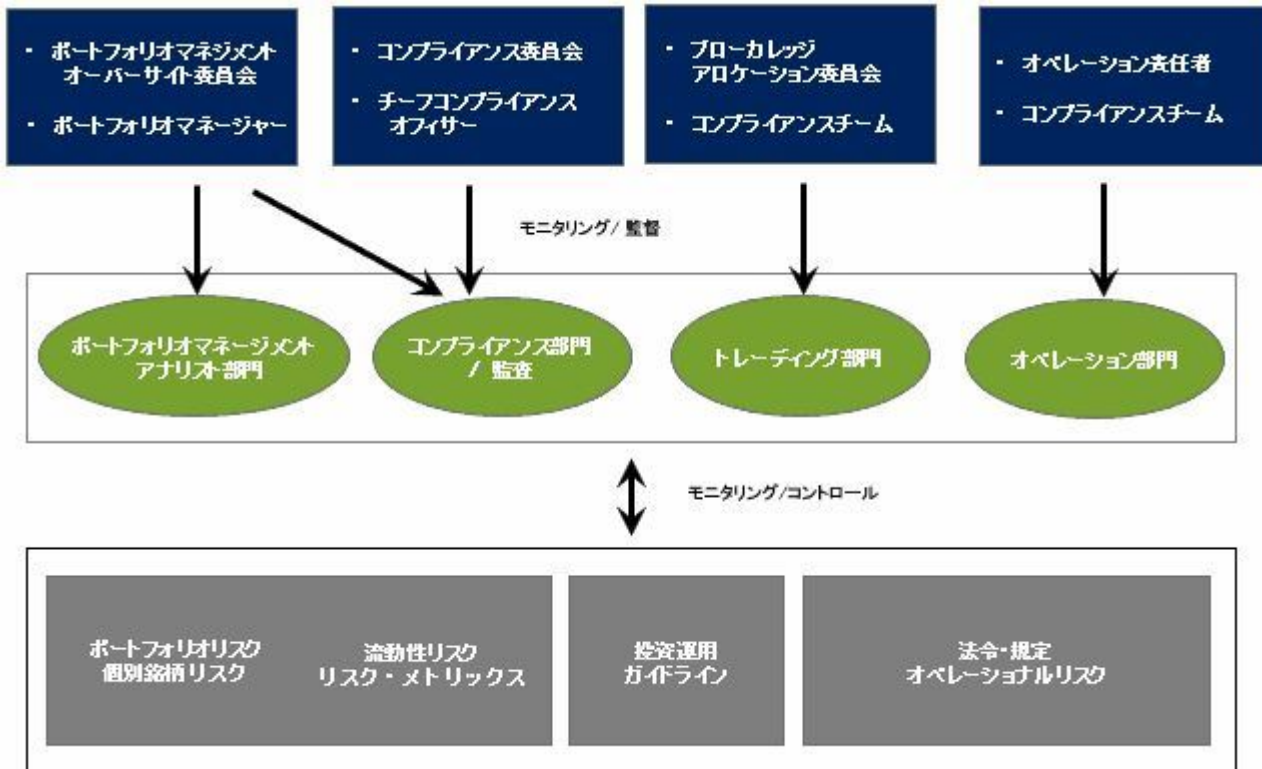 ・ ポートフォリオマネジメント
オーバーサイト委員会
・ ポートフォリオマネージャー
・ コンプライアンス委員会
・ チーフコンプライアンス
オフィサー
・ ブローカレッジ
アロケーション委員会
・ コンプライアンスチーム
・ オペレーション責任者
・ コンプライアンスチーム
モニタリング/ 監督
ポートフォリオマネージメント
アナリスト部門
コンプライアンス部門
/ 監査
トレーディング部門
オペレーション部門
モニタリング/コントロール
ポートフォリオリスク
個別銘柄リスク
流動性リスク
リスク・メトリックス
投資運用
ガイドライン
法令・規定
オペレーショナルリスク